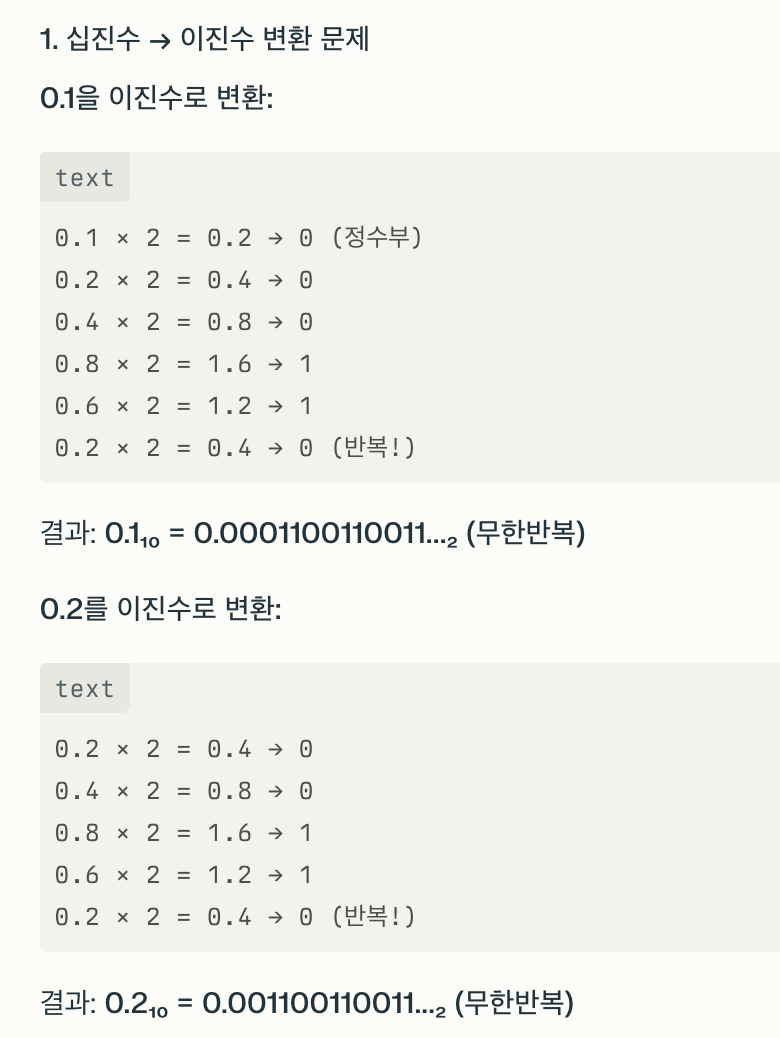 1. 십진수 → 이진수 변환 문제
0.1을 이진수로 변환:
text
0.1 × 2 = 0.2 → 0 (정수부)
0.2 × 2 = 0.4 → 0
0.4 × 2 = 0.8 → 0
0.8 × 2 = 1.6 → 1
0.6 × 2 = 1.2 → 1
0.2 × 2 = 0.4 → 0 (반복!)
결과: 0.1₁₀ = 0.0001100110011...₂ (무한반복)
0.2를 이진수로 변환:
text
0.2 × 2 = 0.4 → 0
0.4 × 2 = 0.8 → 0
0.8 × 2 = 1.6 → 1
0.6 × 2 = 1.2 → 1
0.2 × 2 = 0.4 → 0 (반복!)
결과: 0.2₁₀ = 0.001100110011...₂ (무한반복)